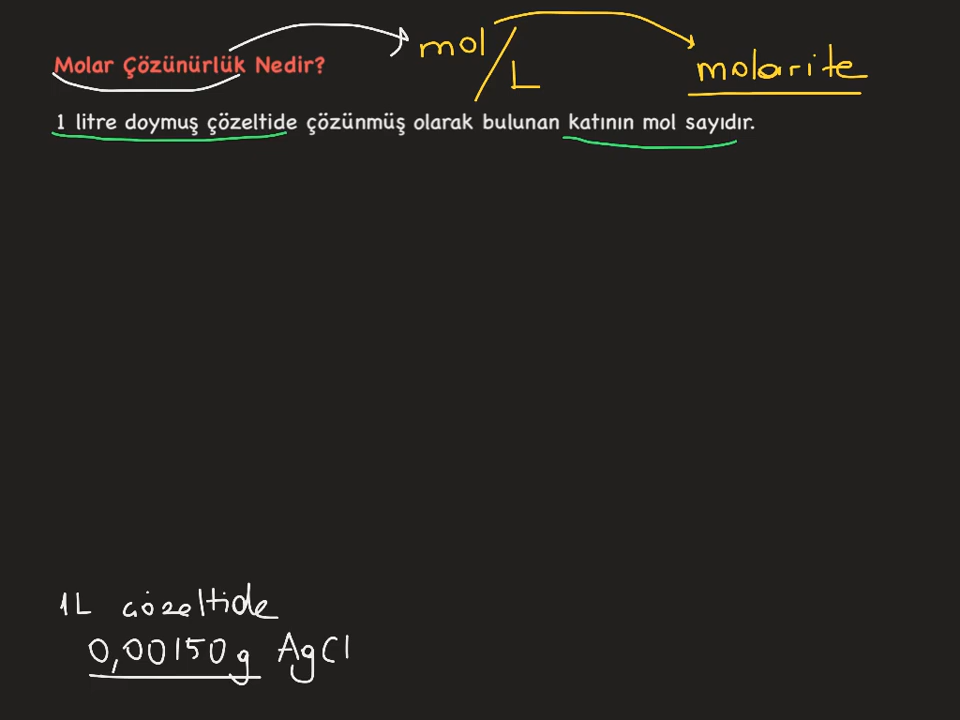 Molar Çözünürlük Nedir?
mol/L
molarite
1 litre doymuş çözeltide çözünmüş olarak bulunan katının mol sayıdır.
1L çözeltide
0,00150g AgCl